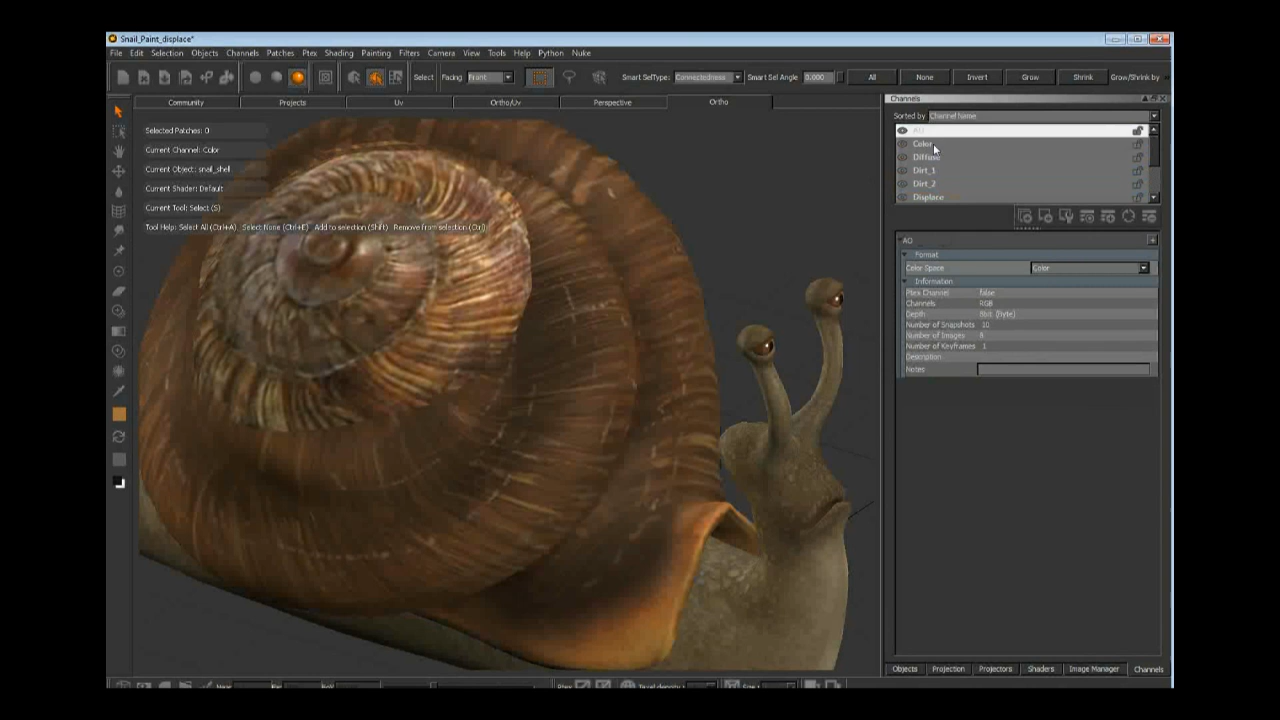 Snail_Paint_displace*
File Edit Selection Objects Channels Patches Ptex Shading Painting Filters Camera View Tools Help Python Nuke
Select Facing Front Smart SelType: Connectedness Smart Sel Angle 0.000 All None Invert Grow Shrink Grow/Shrink by
Community Projects Uv Ortho/Uv Perspective Ortho
Channels
Sorted by Channel Name
AO
Color
Diffuse
Dirt_1
Dirt_2
Displace
Selected Patches: 0
Current Channel: Color
Current Object: snail_shell
Current Shader: Default
Current Tool: Select (S)
Tool Help: Select All (Ctrl+A) Select None (Ctrl+E) Add to selection (Shift) Remove from selection (Ctrl)
AO
Format
Color Space Color
Information
Ptex Channel false
Channels RGB
Depth 8bit (Byte)
Number of Snapshots 10
Number of Images 8
Number of Keyframes 1
Description
Notes
Objects Projection Projectors Shaders Image Manager Channels